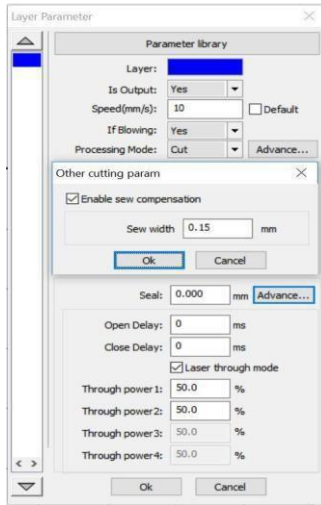 Layer Parameter
Parameter library
Layer:
Is Output: Yes
Speed(mm/s): 10 Default
If Blowing: Yes
Processing Mode: Cut Advance...
Other cutting param
Enable sew compensation
Sew width 0.15 mm
Ok Cancel
Seal: 0.000 mm Advance...
Open Delay: 0 ms
Close Delay: 0 ms
Laser through mode
Through power1: 50.0 %
Through power2: 50.0 %
Through power3: 50.0 %
Through power4: 50.0 %
Ok Cancel